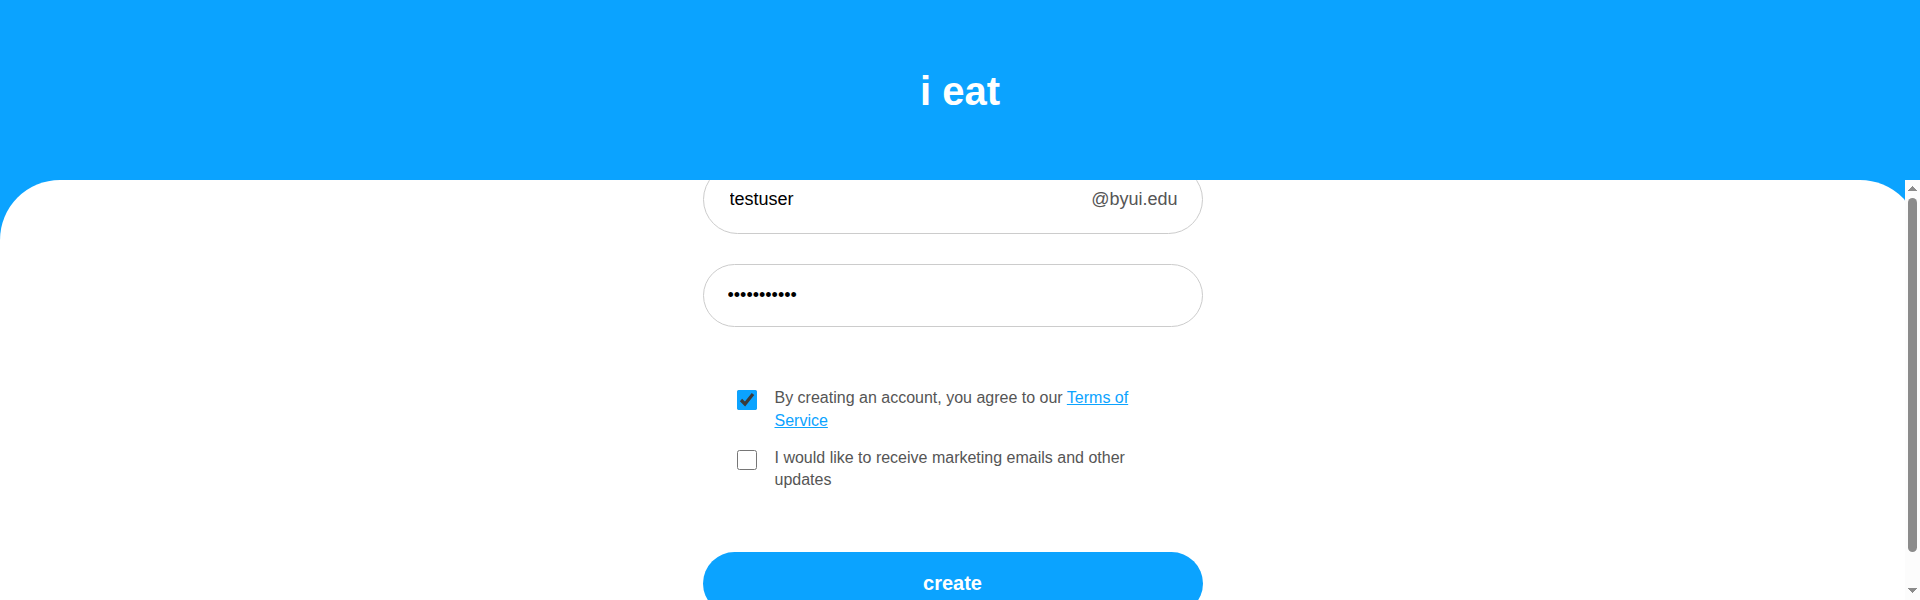 i eat
testuser @byui.edu
•••••••••••
By creating an account, you agree to our Terms of
Service
I would like to receive marketing emails and other
updates
create